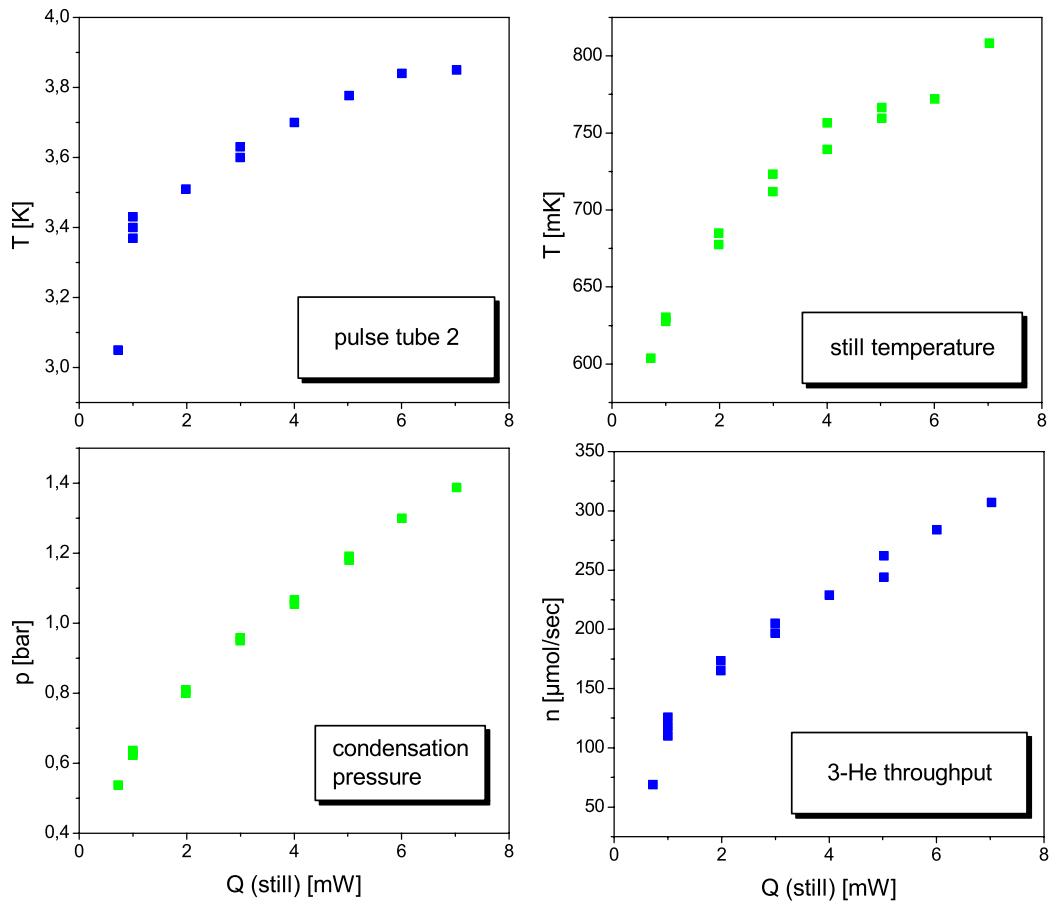 4,0
3,8
3,6
3,4
3,2
3,0
T [K]
pulse tube 2
0 2 4 6 8
800
750
700
650
600
T [mK]
still temperature
0 2 4 6 8
1,4
1,2
1,0
0,8
0,6
0,4
p [bar]
condensation
pressure
0 2 4 6 8
Q (still) [mW]
350
300
250
200
150
100
50
n [µmol/sec]
3-He throughput
0 2 4 6 8
Q (still) [mW]